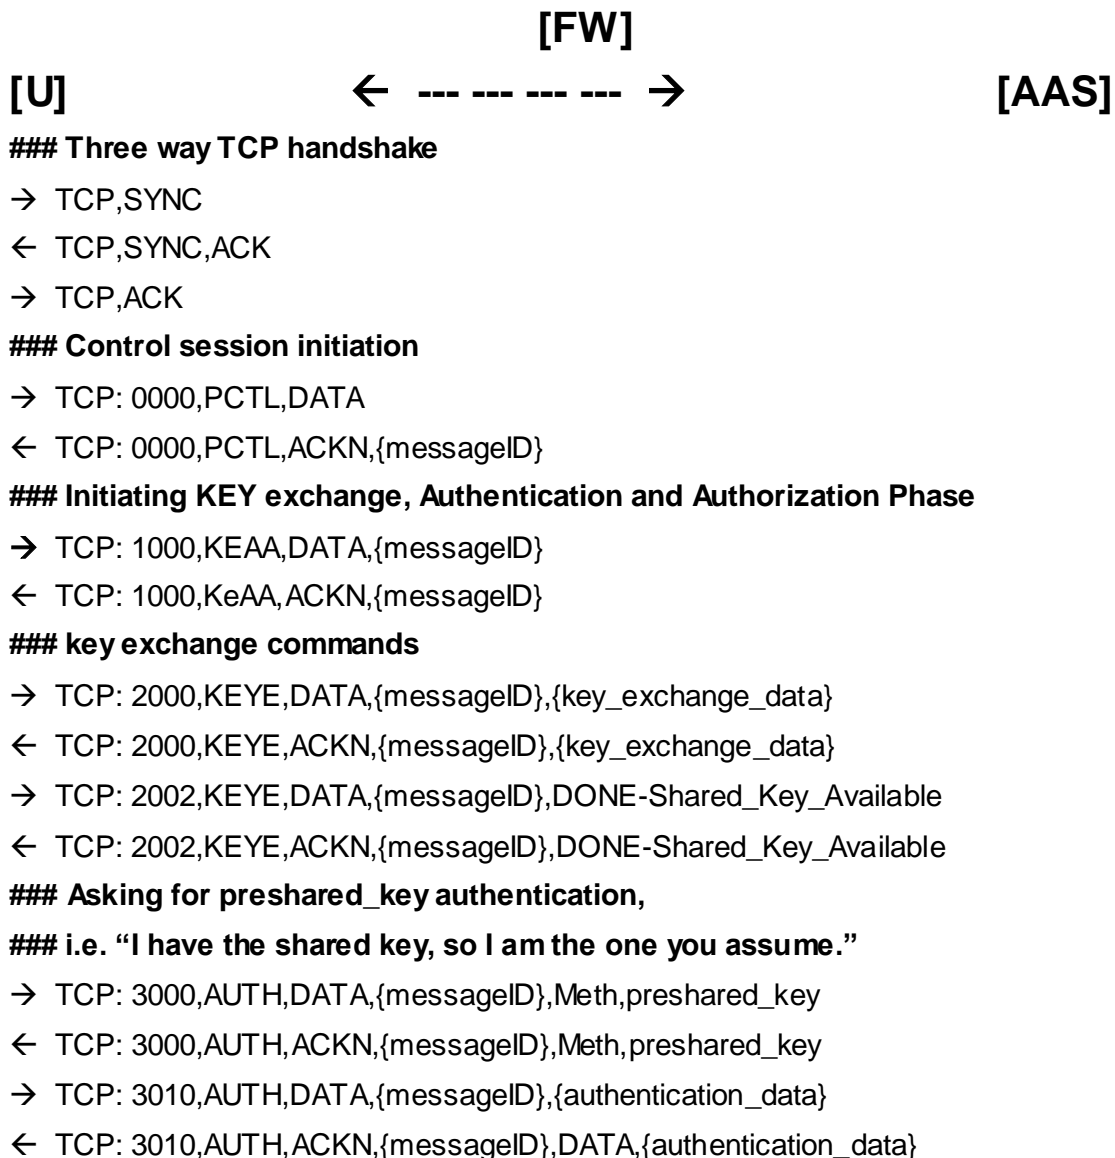 [FW]
[U] ← --- --- --- --- → [AAS]
### Three way TCP handshake
→ TCP,SYNC
← TCP,SYNC,ACK
→ TCP,ACK
### Control session initiation
→ TCP: 0000,PCTL,DATA
← TCP: 0000,PCTL,ACKN,{messageID}
### Initiating KEY exchange, Authentication and Authorization Phase
→ TCP: 1000,KEAA,DATA,{messageID}
← TCP: 1000,KeAA,ACKN,{messageID}
### key exchange commands
→ TCP: 2000,KEYE,DATA,{messageID},{key_exchange_data}
← TCP: 2000,KEYE,ACKN,{messageID},{key_exchange_data}
→ TCP: 2002,KEYE,DATA,{messageID},DONE-Shared_Key_Available
← TCP: 2002,KEYE,ACKN,{messageID},DONE-Shared_Key_Available
### Asking for preshared_key authentication,
### i.e. “I have the shared key, so I am the one you assume.”
→ TCP: 3000,AUTH,DATA,{messageID},Meth,preshared_key
← TCP: 3000,AUTH,ACKN,{messageID},Meth,preshared_key
→ TCP: 3010,AUTH,DATA,{messageID},{authentication_data}
← TCP: 3010,AUTH,ACKN,{messageID},DATA,{authentication_data}